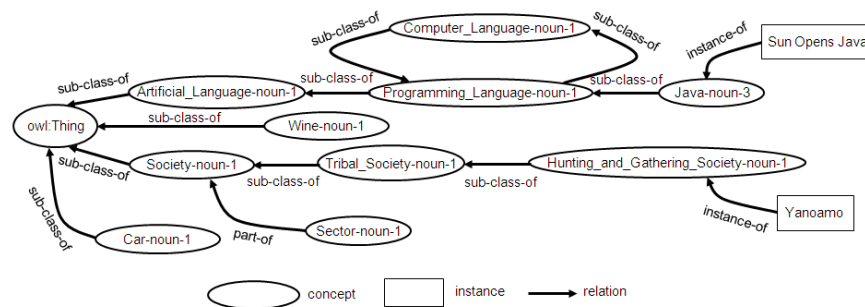 sub-class-of
Computer_Language-noun-1
sub-class-of
instance-of
Sun Opens Java
sub-class-of
Artificial_Language-noun-1
sub-class-of
Programming_Language-noun-1
sub-class-of
Java-noun-3
owl:Thing
sub-class-of
Wine-noun-1
sub-class-of
Society-noun-1
sub-class-of
Tribal_Society-noun-1
sub-class-of
Hunting_and_Gathering_Society-noun-1
sub-class-of
Car-noun-1
part-of
Sector-noun-1
instance-of
Yanoamo
concept
instance
relation